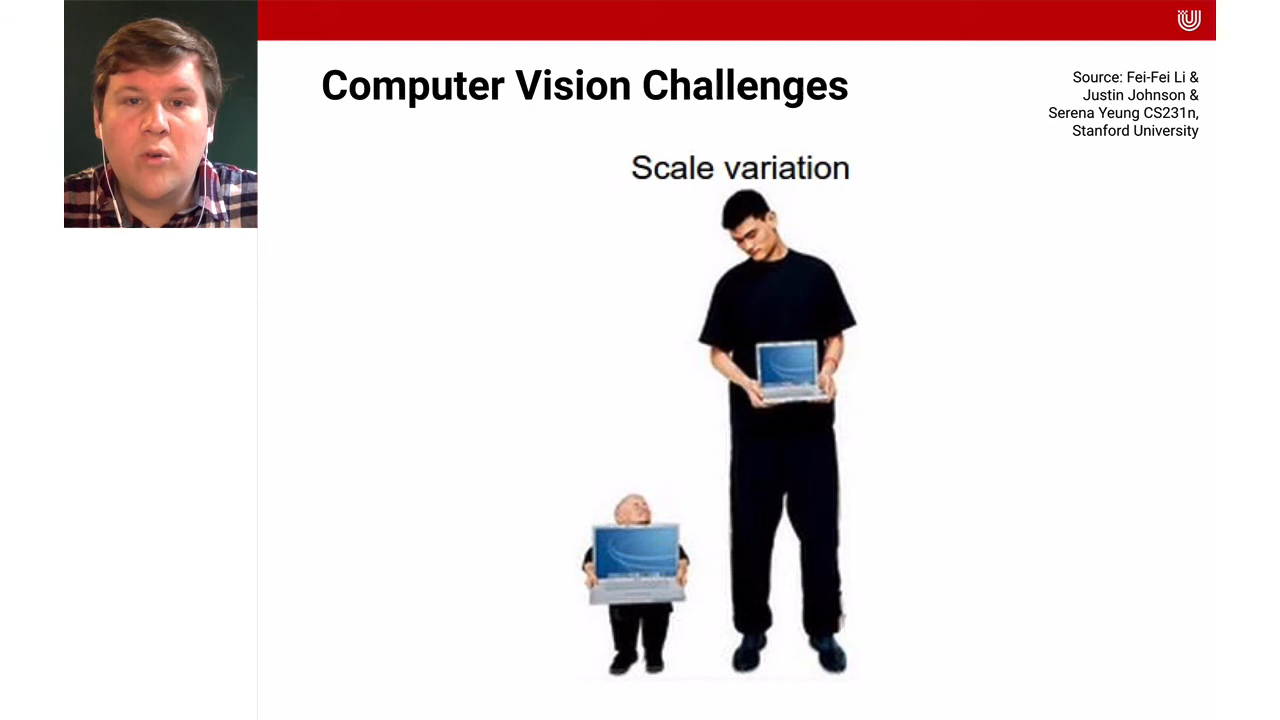 Computer Vision Challenges
Source: Fei-Fei Li &
Justin Johnson &
Serena Yeung CS231n,
Stanford University
Scale variation